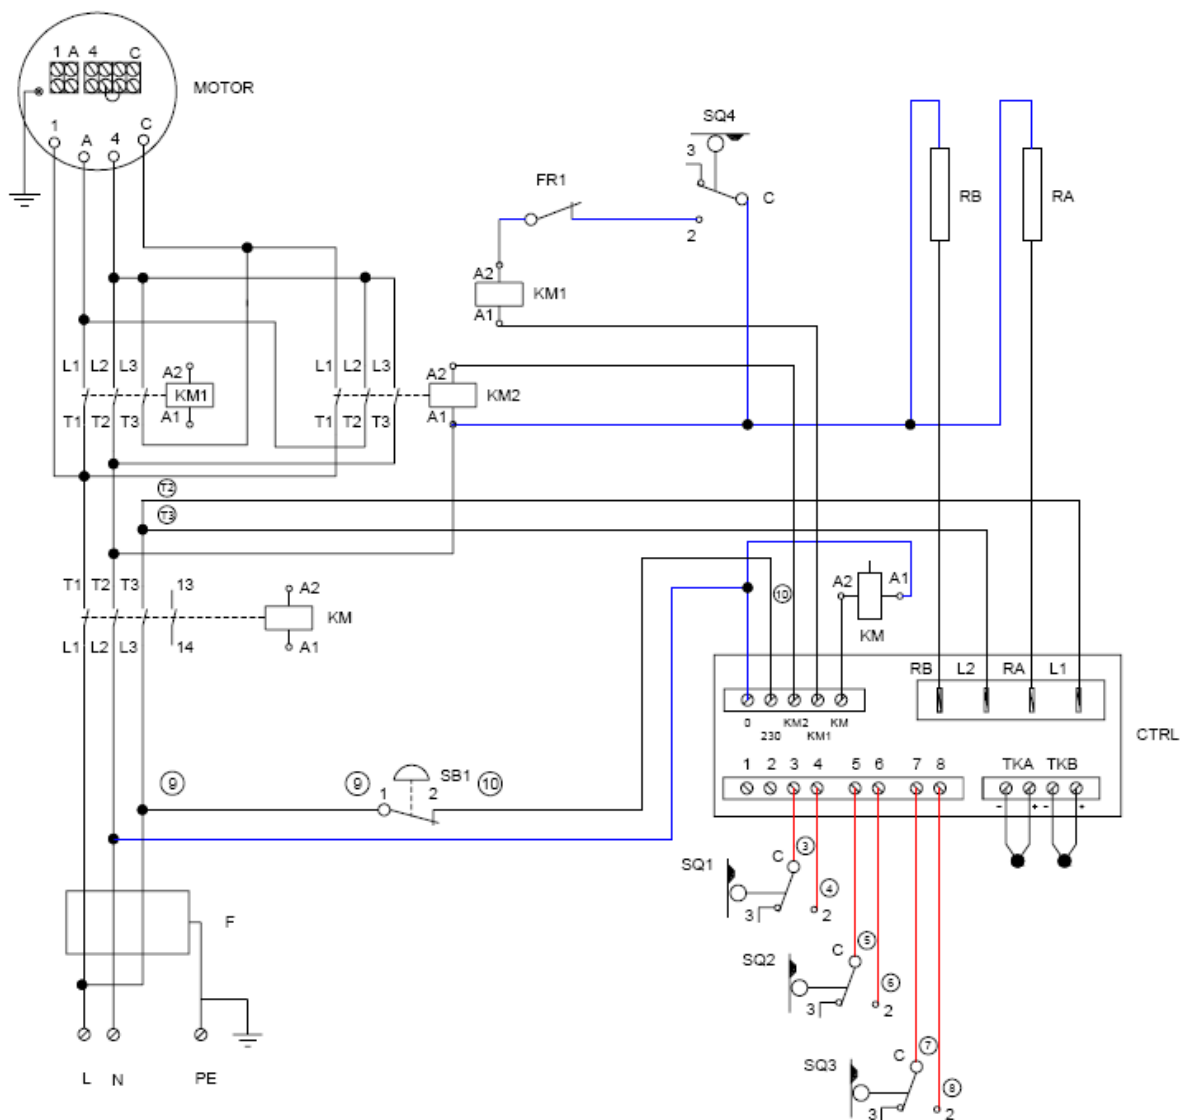 1 A 4 C
MOTOR
1 A 4 C
SQ4
3
C
2
FR1
RB
RA
A2
KM1
A1
L1 L2 L3
A2
KM1
A1
T1 T2 T3
L1 L2 L3
A2
KM2
A1
T1 T2 T3
T2
T3
T1 T2 T3 13
A2
KM
A1
L1 L2 L3 14
10
A2 A1
KM
RB L2 RA L1
0 230 KM2 KM1 KM
CTRL
1 2 3 4 5 6 7 8
TKA TKB
- + - +
9
9
1 2
SB1
10
SQ1
C
3
4
3
2
F
SQ2
C
5
6
3
2
SQ3
C
7
8
3
2
L N PE